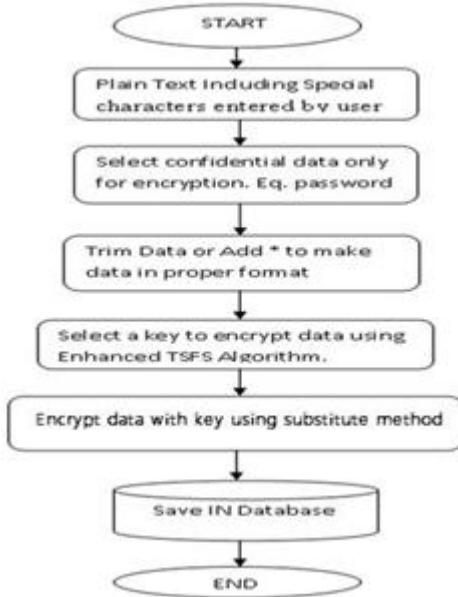 START
Plain Text Including Special
characters entered by user
Select confidential data only
for encryption. Eq. password
Trim Data or Add * to make
data in proper format
Select a key to encrypt data using
Enhanced TSFS Algorithm.
Encrypt data with key using substitute method
Save IN Database
END